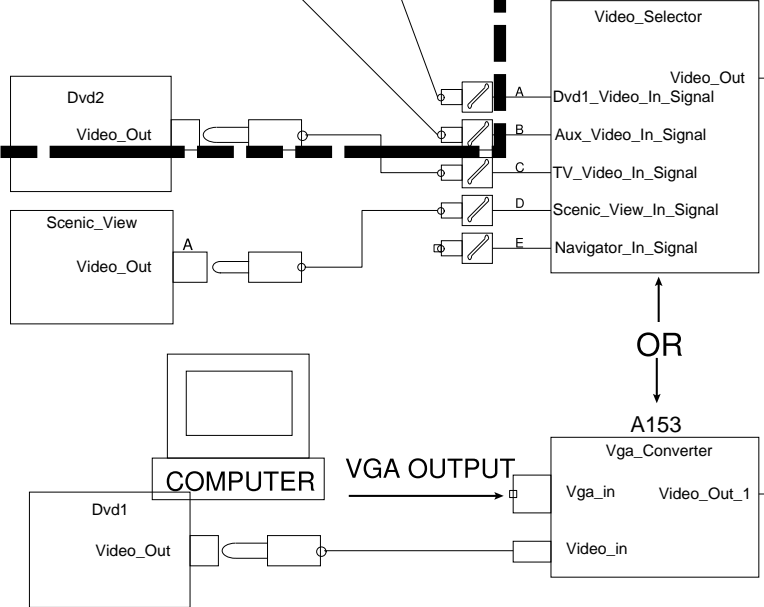 Video_Selector
Video_Out
Dvd2
A
Dvd1_Video_In_Signal
Video_Out
B
Aux_Video_In_Signal
C
TV_Video_In_Signal
D
Scenic_View_In_Signal
Scenic_View
A
E
Navigator_In_Signal
Video_Out
OR
A153
Vga_Converter
COMPUTER
VGA OUTPUT
Vga_in
Video_Out_1
Dvd1
Video_Out
Video_in